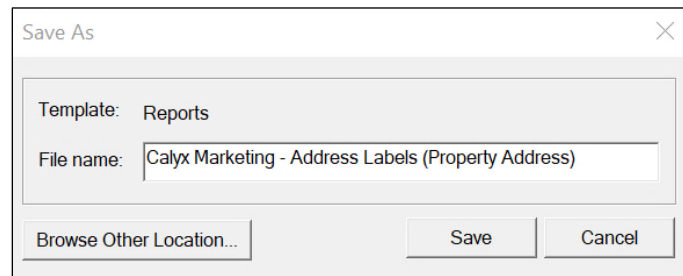 Save As
Template: Reports
File name: Calyx Marketing - Address Labels (Property Address)
Browse Other Location... Save Cancel